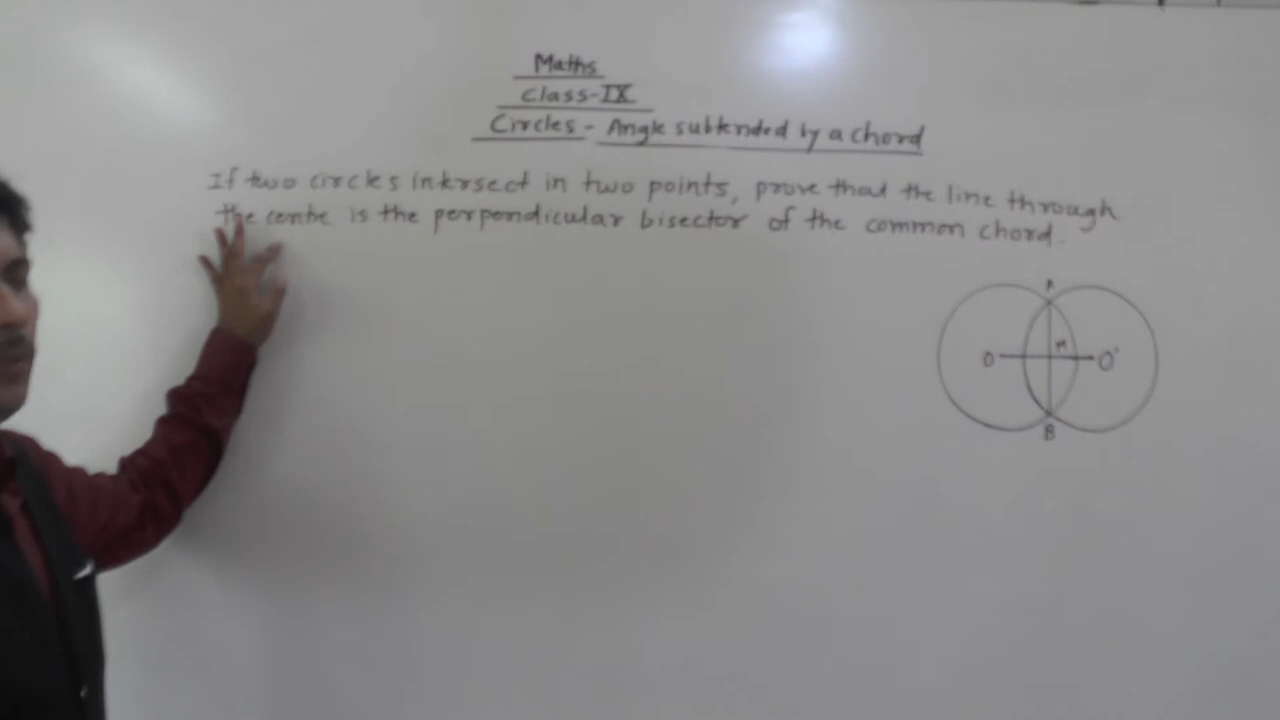 Maths
Class-IX
Circles - Angle subtended by a chord
If two circles intersect in two points, prove that the line through
the centre is the perpendicular bisector of the common chord.
A
M
O O'
B